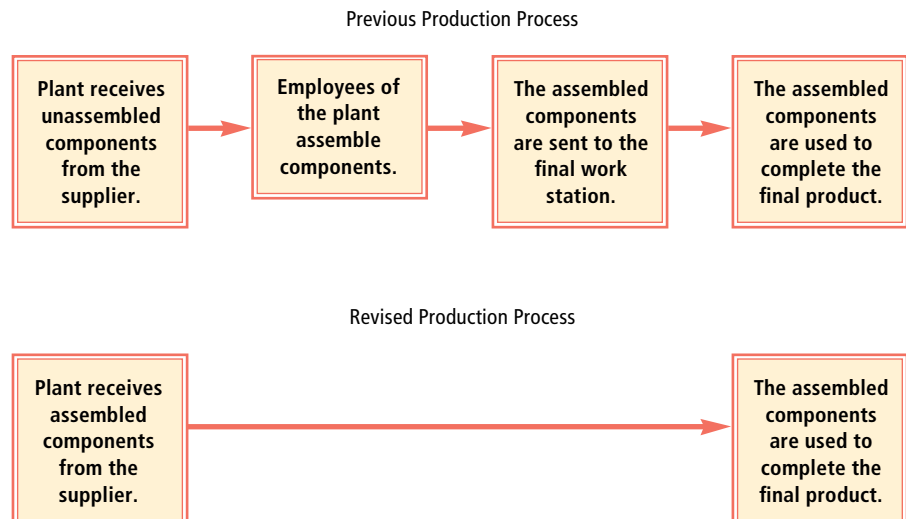 Previous Production Process
Plant receives
unassembled
components
from the
supplier.
Employees of
the plant
assemble
components.
The assembled
components
are sent to the
final work
station.
The assembled
components
are used to
complete the
final product.
Revised Production Process
Plant receives
assembled
components
from the
supplier.
The assembled
components
are used to
complete the
final product.